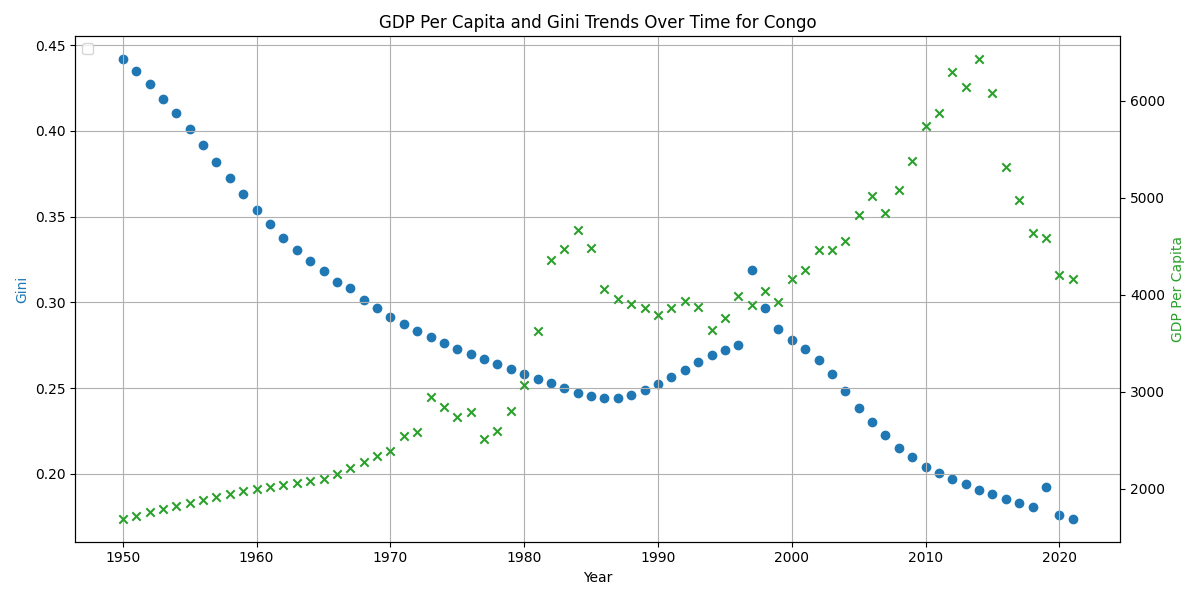 GDP Per Capita and Gini Trends Over Time for Congo
0.45
0.40
0.35
0.30
0.25
0.20
Gini
6000
5000
4000
3000
2000
GDP Per Capita
1950 1960 1970 1980 1990 2000 2010 2020
Year